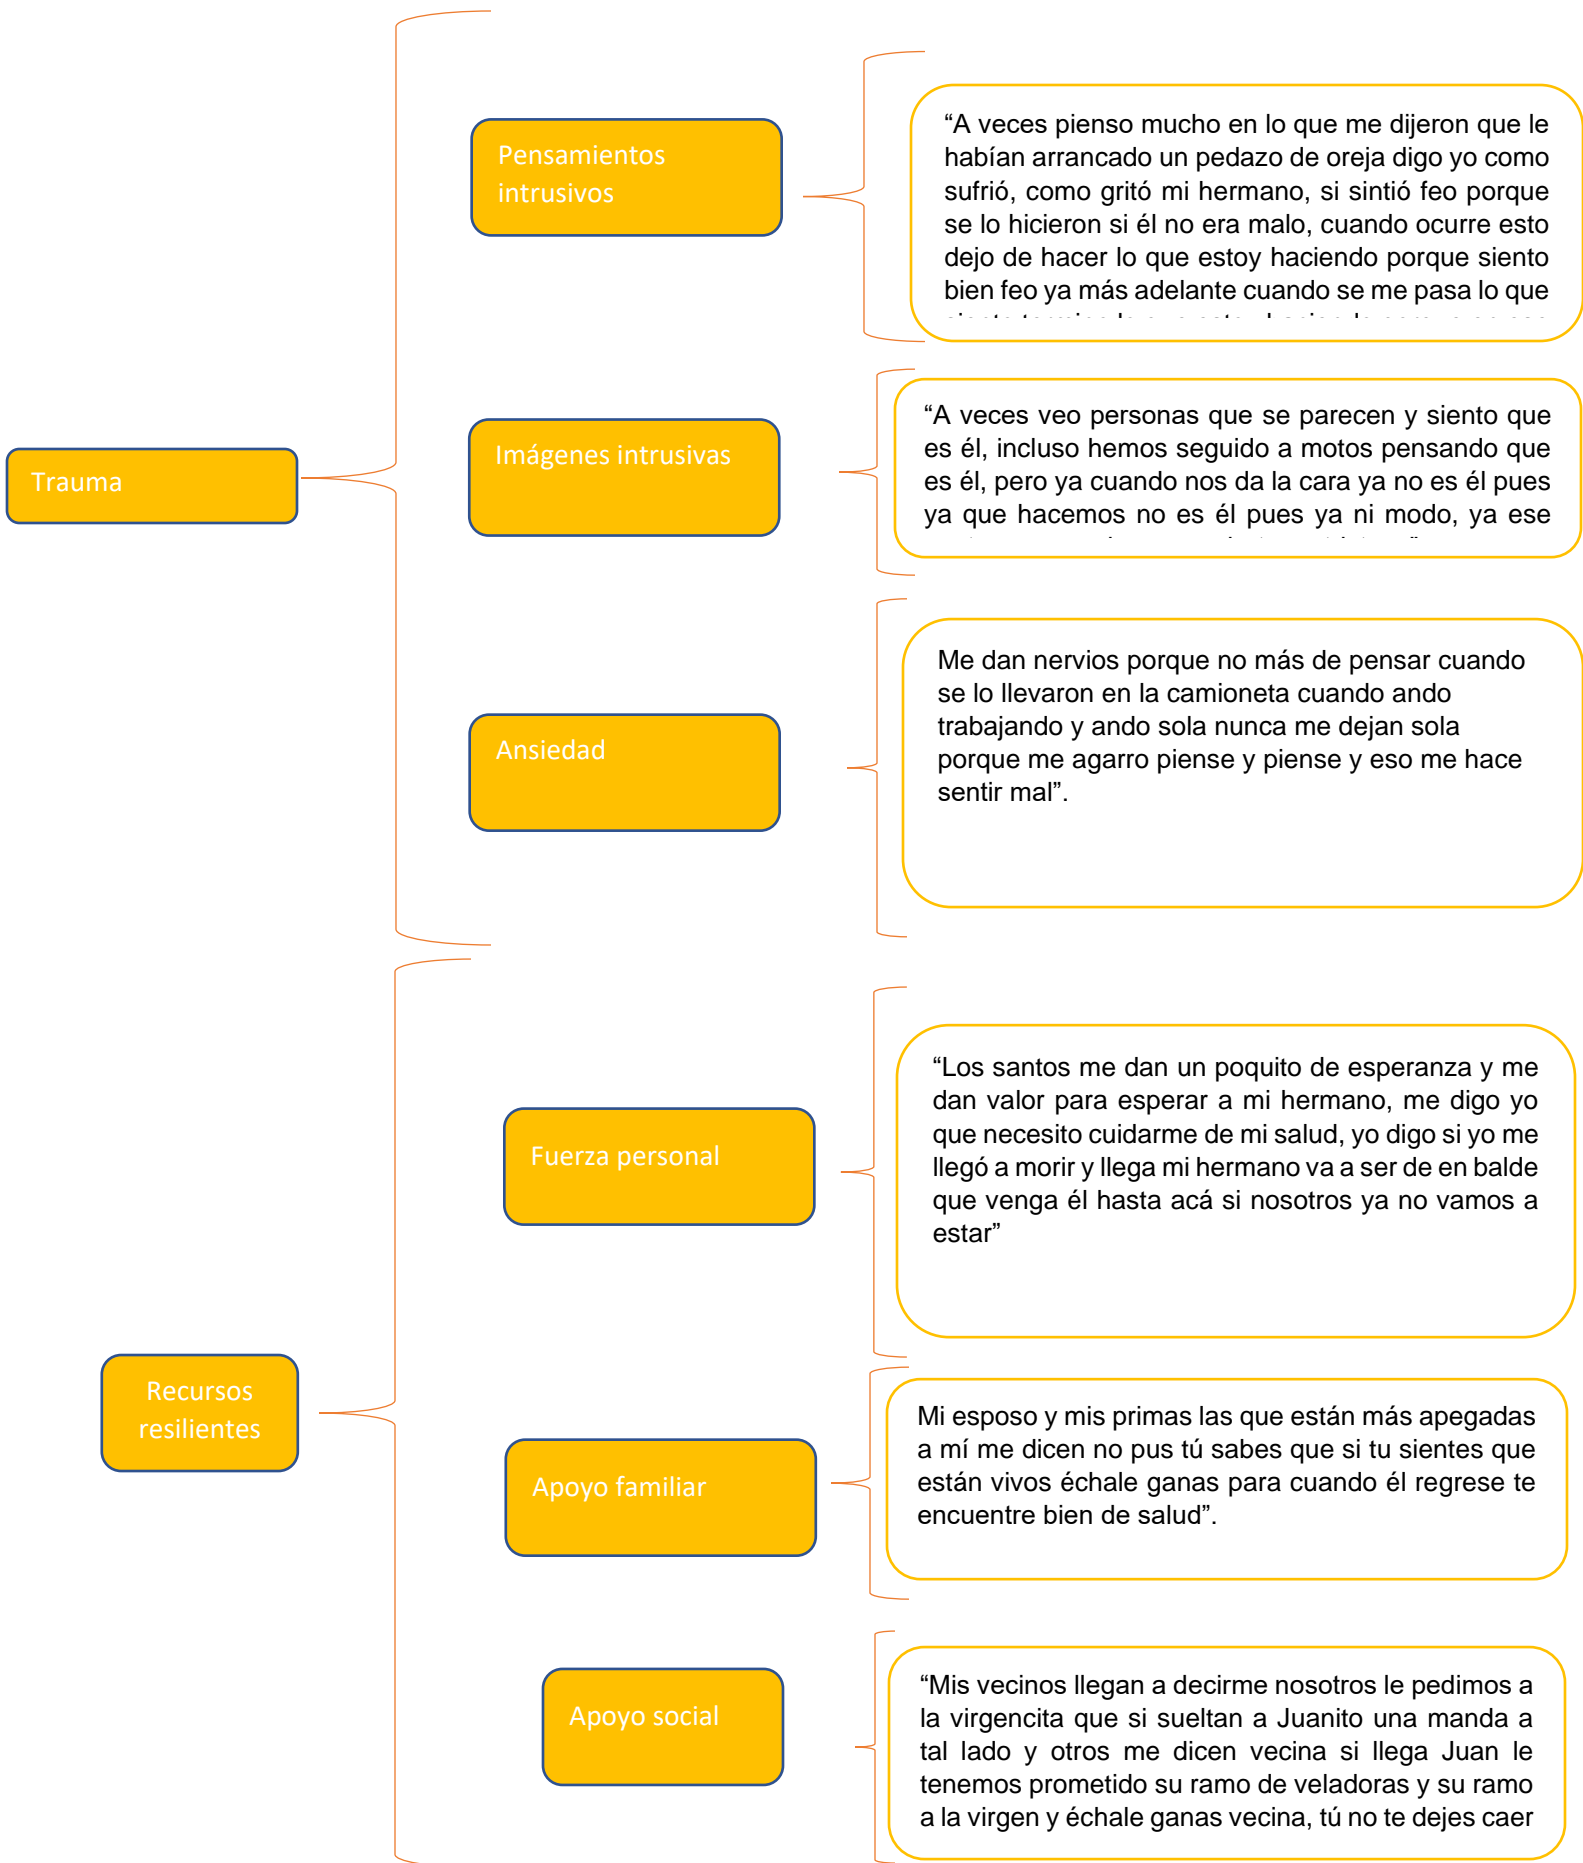 Trauma
Pensamientos
intrusivos
“A veces pienso mucho en lo que me dijeron que le
habían arrancado un pedazo de oreja digo yo como
sufrió, como gritó mi hermano, si sintió feo porque
se lo hicieron si él no era malo, cuando ocurre esto
dejo de hacer lo que estoy haciendo porque siento
bien feo ya más adelante cuando se me pasa lo que
Imágenes intrusivas
“A veces veo personas que se parecen y siento que
es él, incluso hemos seguido a motos pensando que
es él, pero ya cuando nos da la cara ya no es él pues
ya que hacemos no es él pues ya ni modo, ya ese
Ansiedad
Me dan nervios porque no más de pensar cuando
se lo llevaron en la camioneta cuando ando
trabajando y ando sola nunca me dejan sola
porque me agarro piense y piense y eso me hace
sentir mal”.
Recursos
resilientes
Fuerza personal
“Los santos me dan un poquito de esperanza y me
dan valor para esperar a mi hermano, me digo yo
que necesito cuidarme de mi salud, yo digo si yo me
llegó a morir y llega mi hermano va a ser de en balde
que venga él hasta acá si nosotros ya no vamos a
estar”
Apoyo familiar
Mi esposo y mis primas las que están más apegadas
a mí me dicen no pus tú sabes que si tu sientes que
están vivos échale ganas para cuando él regrese te
encuentre bien de salud”.
Apoyo social
“Mis vecinos llegan a decirme nosotros le pedimos a
la virgencita que si sueltan a Juanito una manda a
tal lado y otros me dicen vecina si llega Juan le
tenemos prometido su ramo de veladoras y su ramo
a la virgen y échale ganas vecina, tú no te dejes caer